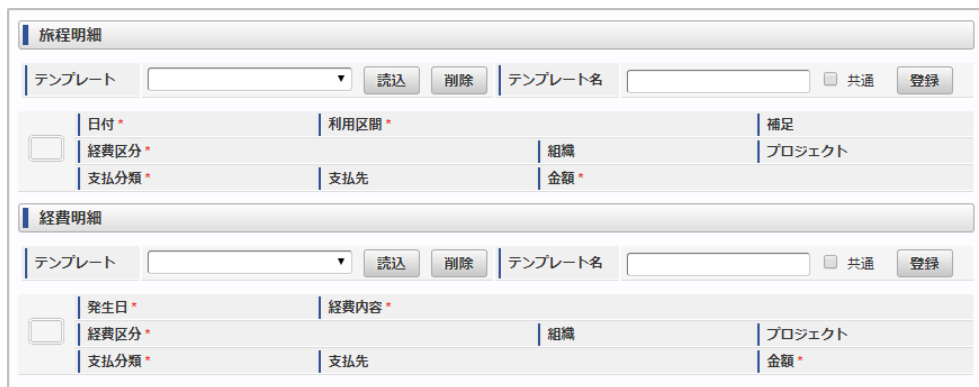 旅程明細
テンプレート 読込 削除 テンプレート名 共通 登録
日付* 利用区間* 補足
経費区分* 組織 プロジェクト
支払分類* 支払先 金額*
経費明細
テンプレート 読込 削除 テンプレート名 共通 登録
発生日* 経費内容*
経費区分* 組織 プロジェクト
支払分類* 支払先 金額*